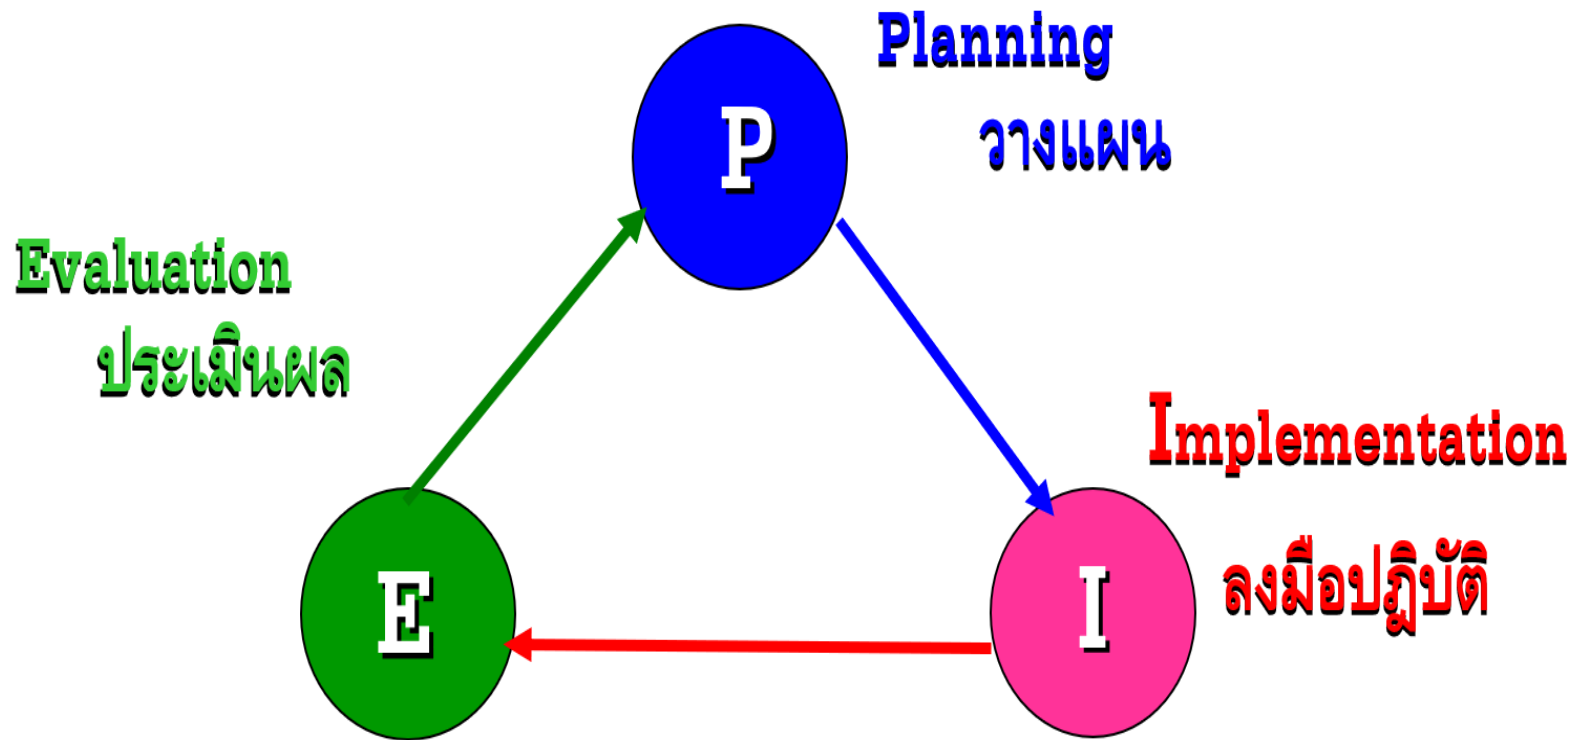 P
Planning
วางแผน
Evaluation
ประเมินผล
Implementation
ลงมือปฏิบัติ
E
I